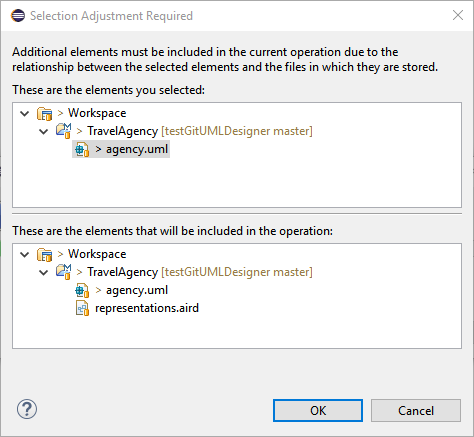 Selection Adjustment Required
Additional elements must be included in the current operation due to the
relationship between the selected elements and the files in which they are stored.
These are the elements you selected:
> Workspace
> TravelAgency [testGitUMLDesigner master]
> agency.uml
These are the elements that will be included in the operation:
> Workspace
> TravelAgency [testGitUMLDesigner master]
> agency.uml
representations.aird
?
OK
Cancel